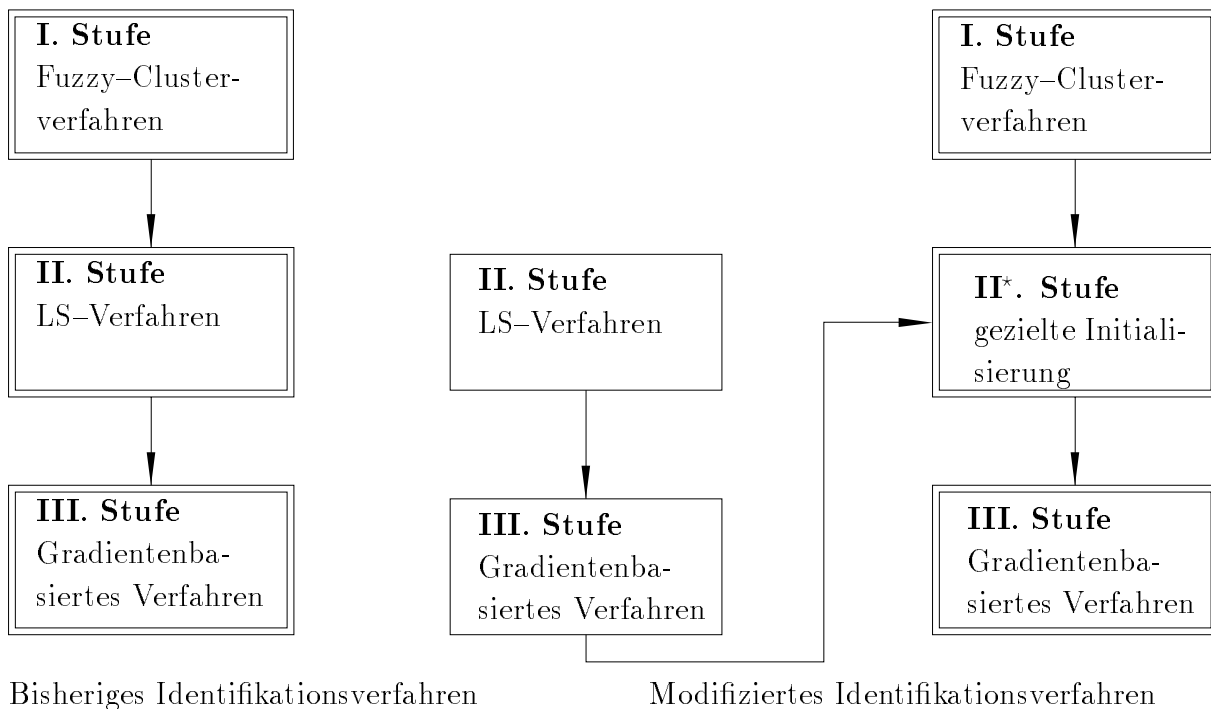 I. Stufe
Fuzzy–Cluster-
verfahren
II. Stufe
LS–Verfahren
III. Stufe
Gradientenba-
siertes Verfahren
II. Stufe
LS–Verfahren
III. Stufe
Gradientenba-
siertes Verfahren
I. Stufe
Fuzzy–Cluster-
verfahren
II*. Stufe
gezielte Initiali-
sierung
III. Stufe
Gradientenba-
siertes Verfahren
Bisheriges Identifikationsverfahren
Modifiziertes Identifikationsverfahren